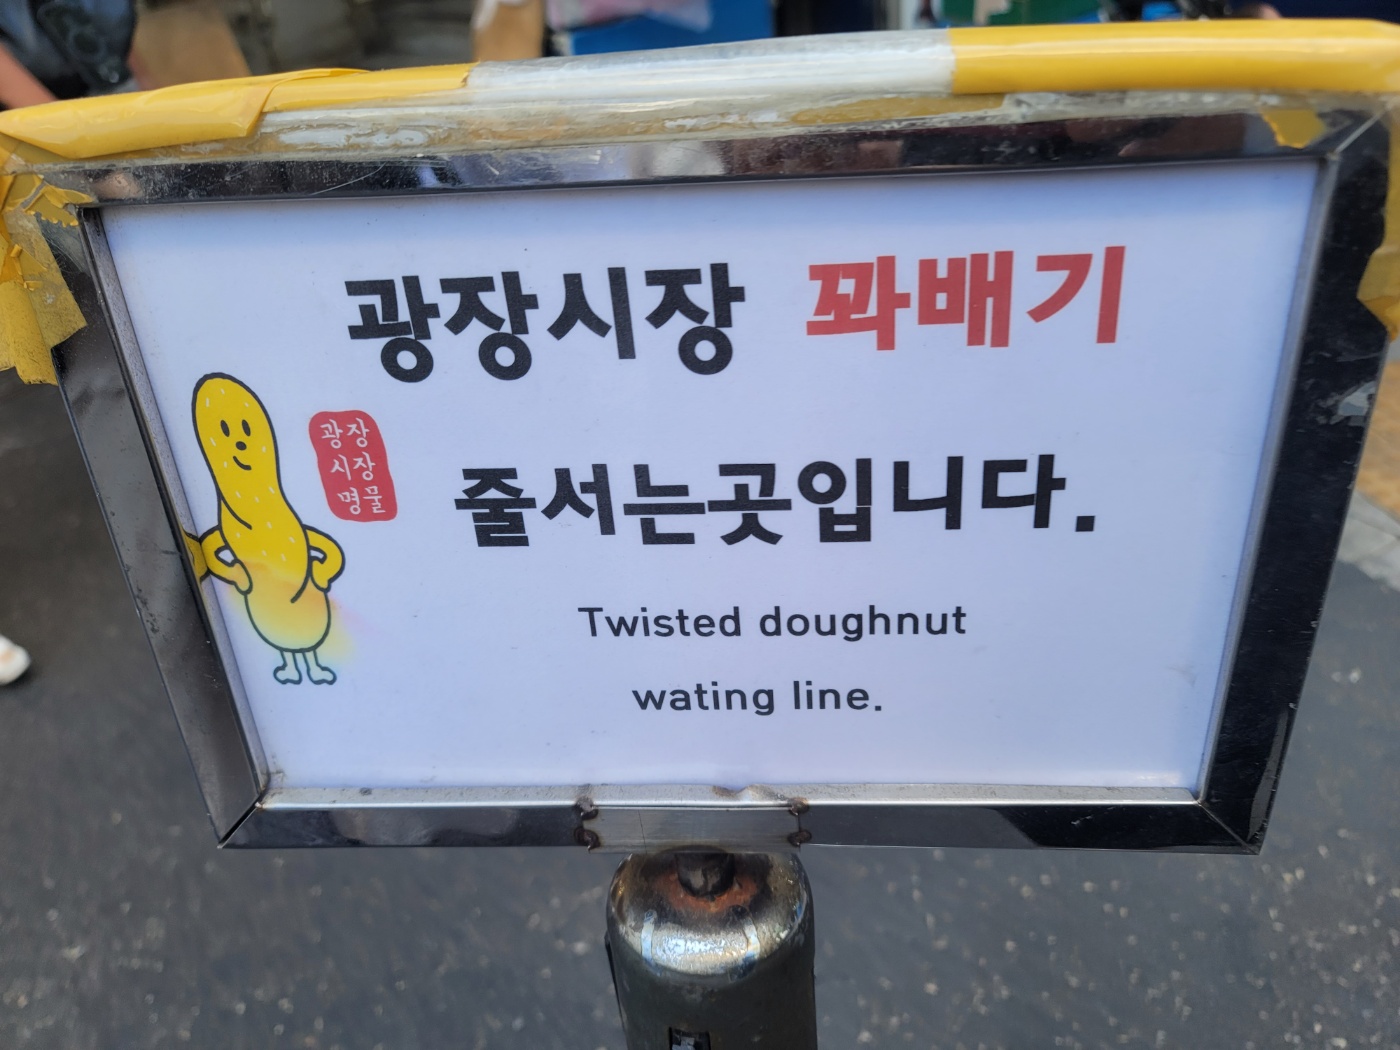 광장시장 꽈배기
광장
시장
명물
줄서는곳입니다.
Twisted doughnut
wating line.